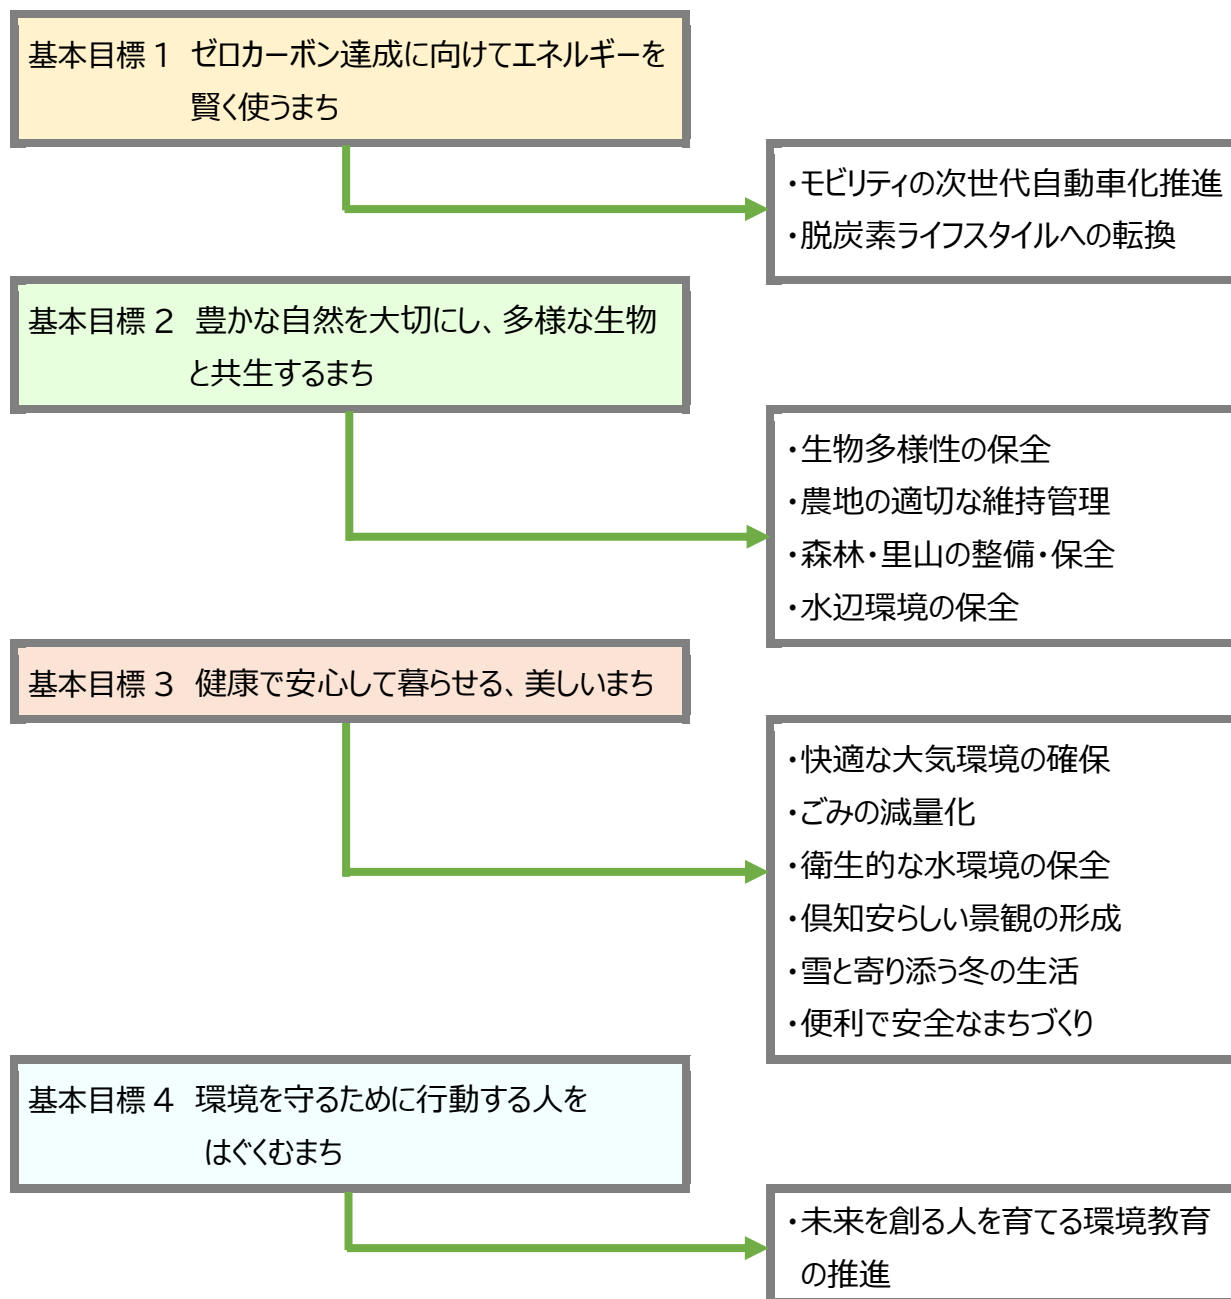 基本目標１ ゼロカーボン達成に向けてエネルギーを
賢く使うまち
・モビリティの次世代自動車化推進
・脱炭素ライフスタイルへの転換
基本目標２ 豊かな自然を大切にし、多様な生物
と共生するまち
・生物多様性の保全
・農地の適切な維持管理
・森林・里山の整備・保全
・水辺環境の保全
基本目標３ 健康で安心して暮らせる、美しいまち
・快適な大気環境の確保
・ごみの減量化
・衛生的な水環境の保全
・倶知安らしい景観の形成
・雪と寄り添う冬の生活
・便利で安全なまちづくり
基本目標４ 環境を守るために行動する人を
はぐくむまち
・未来を創る人を育てる環境教育
の推進